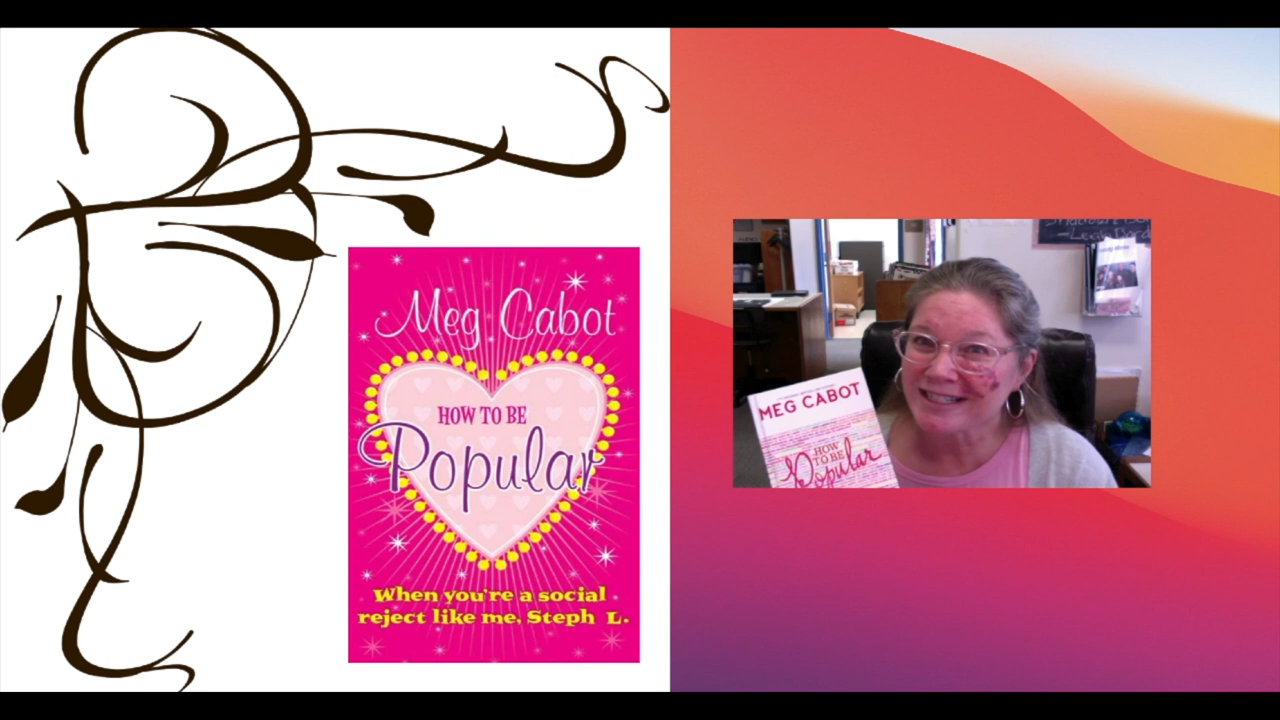 Meg Cabot
HOW TO BE
Popular
When you're a social
reject like me, Steph L.
MEG CABOT
HOW
TO BE
Popular